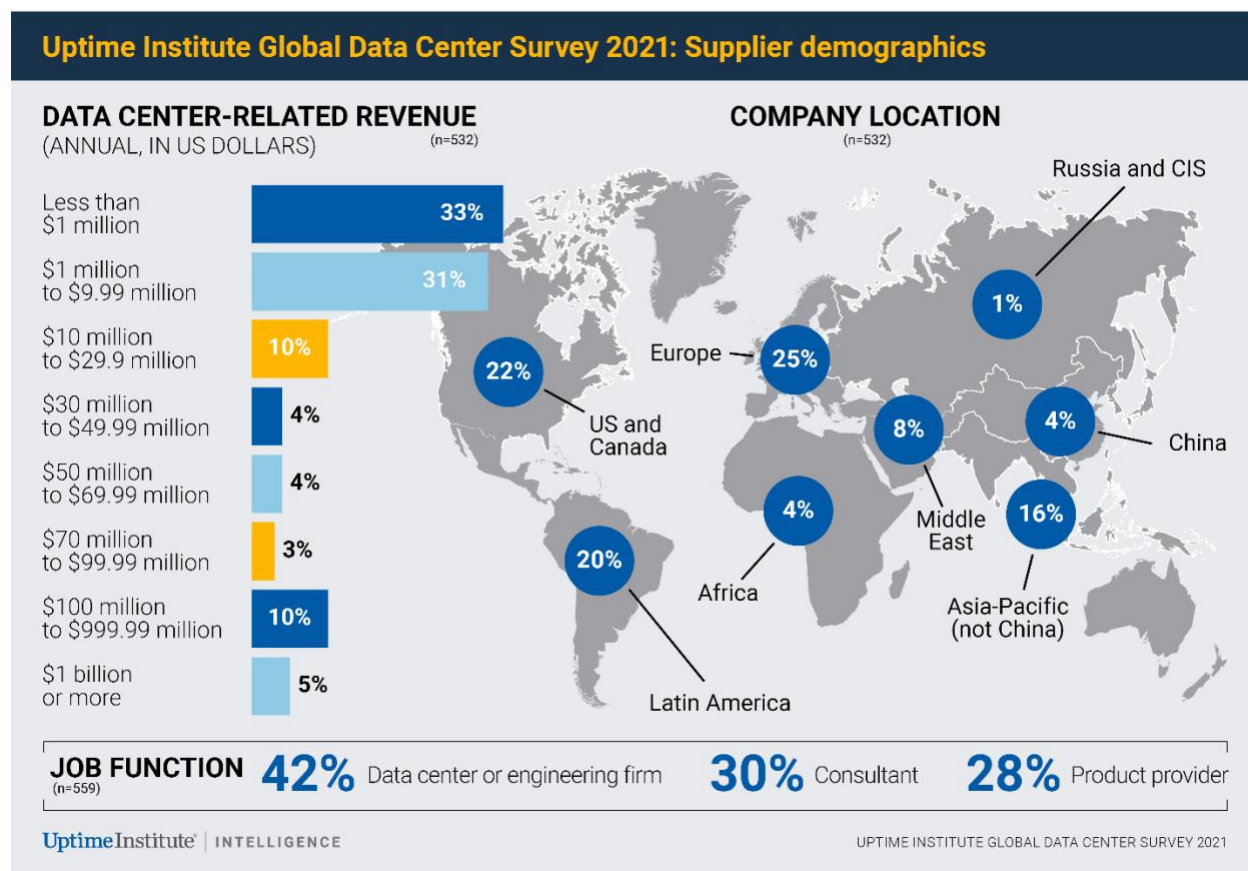 Uptime Institute Global Data Center Survey 2021: Supplier demographics
DATA CENTER-RELATED REVENUE
(ANNUAL, IN US DOLLARS)
(n=532)
Less than
$1 million
33%
$1 million
to $9.99 million
31%
$10 million
to $29.9 million
10%
$30 million
to $49.99 million
4%
$50 million
to $69.99 million
4%
$70 million
to $99.99 million
3%
$100 million
to $999.99 million
10%
$1 billion
or more
5%
COMPANY LOCATION
(n=532)
Russia and CIS
1%
Europe
25%
22%
US and
Canada
8%
Middle
East
4%
China
4%
Africa
16%
Asia-Pacific
(not China)
20%
Latin America
JOB FUNCTION
(n=559)
42% Data center or engineering firm
30% Consultant
28% Product provider
UptimeInstitute® | INTELLIGENCE
UPTIME INSTITUTE GLOBAL DATA CENTER SURVEY 2021